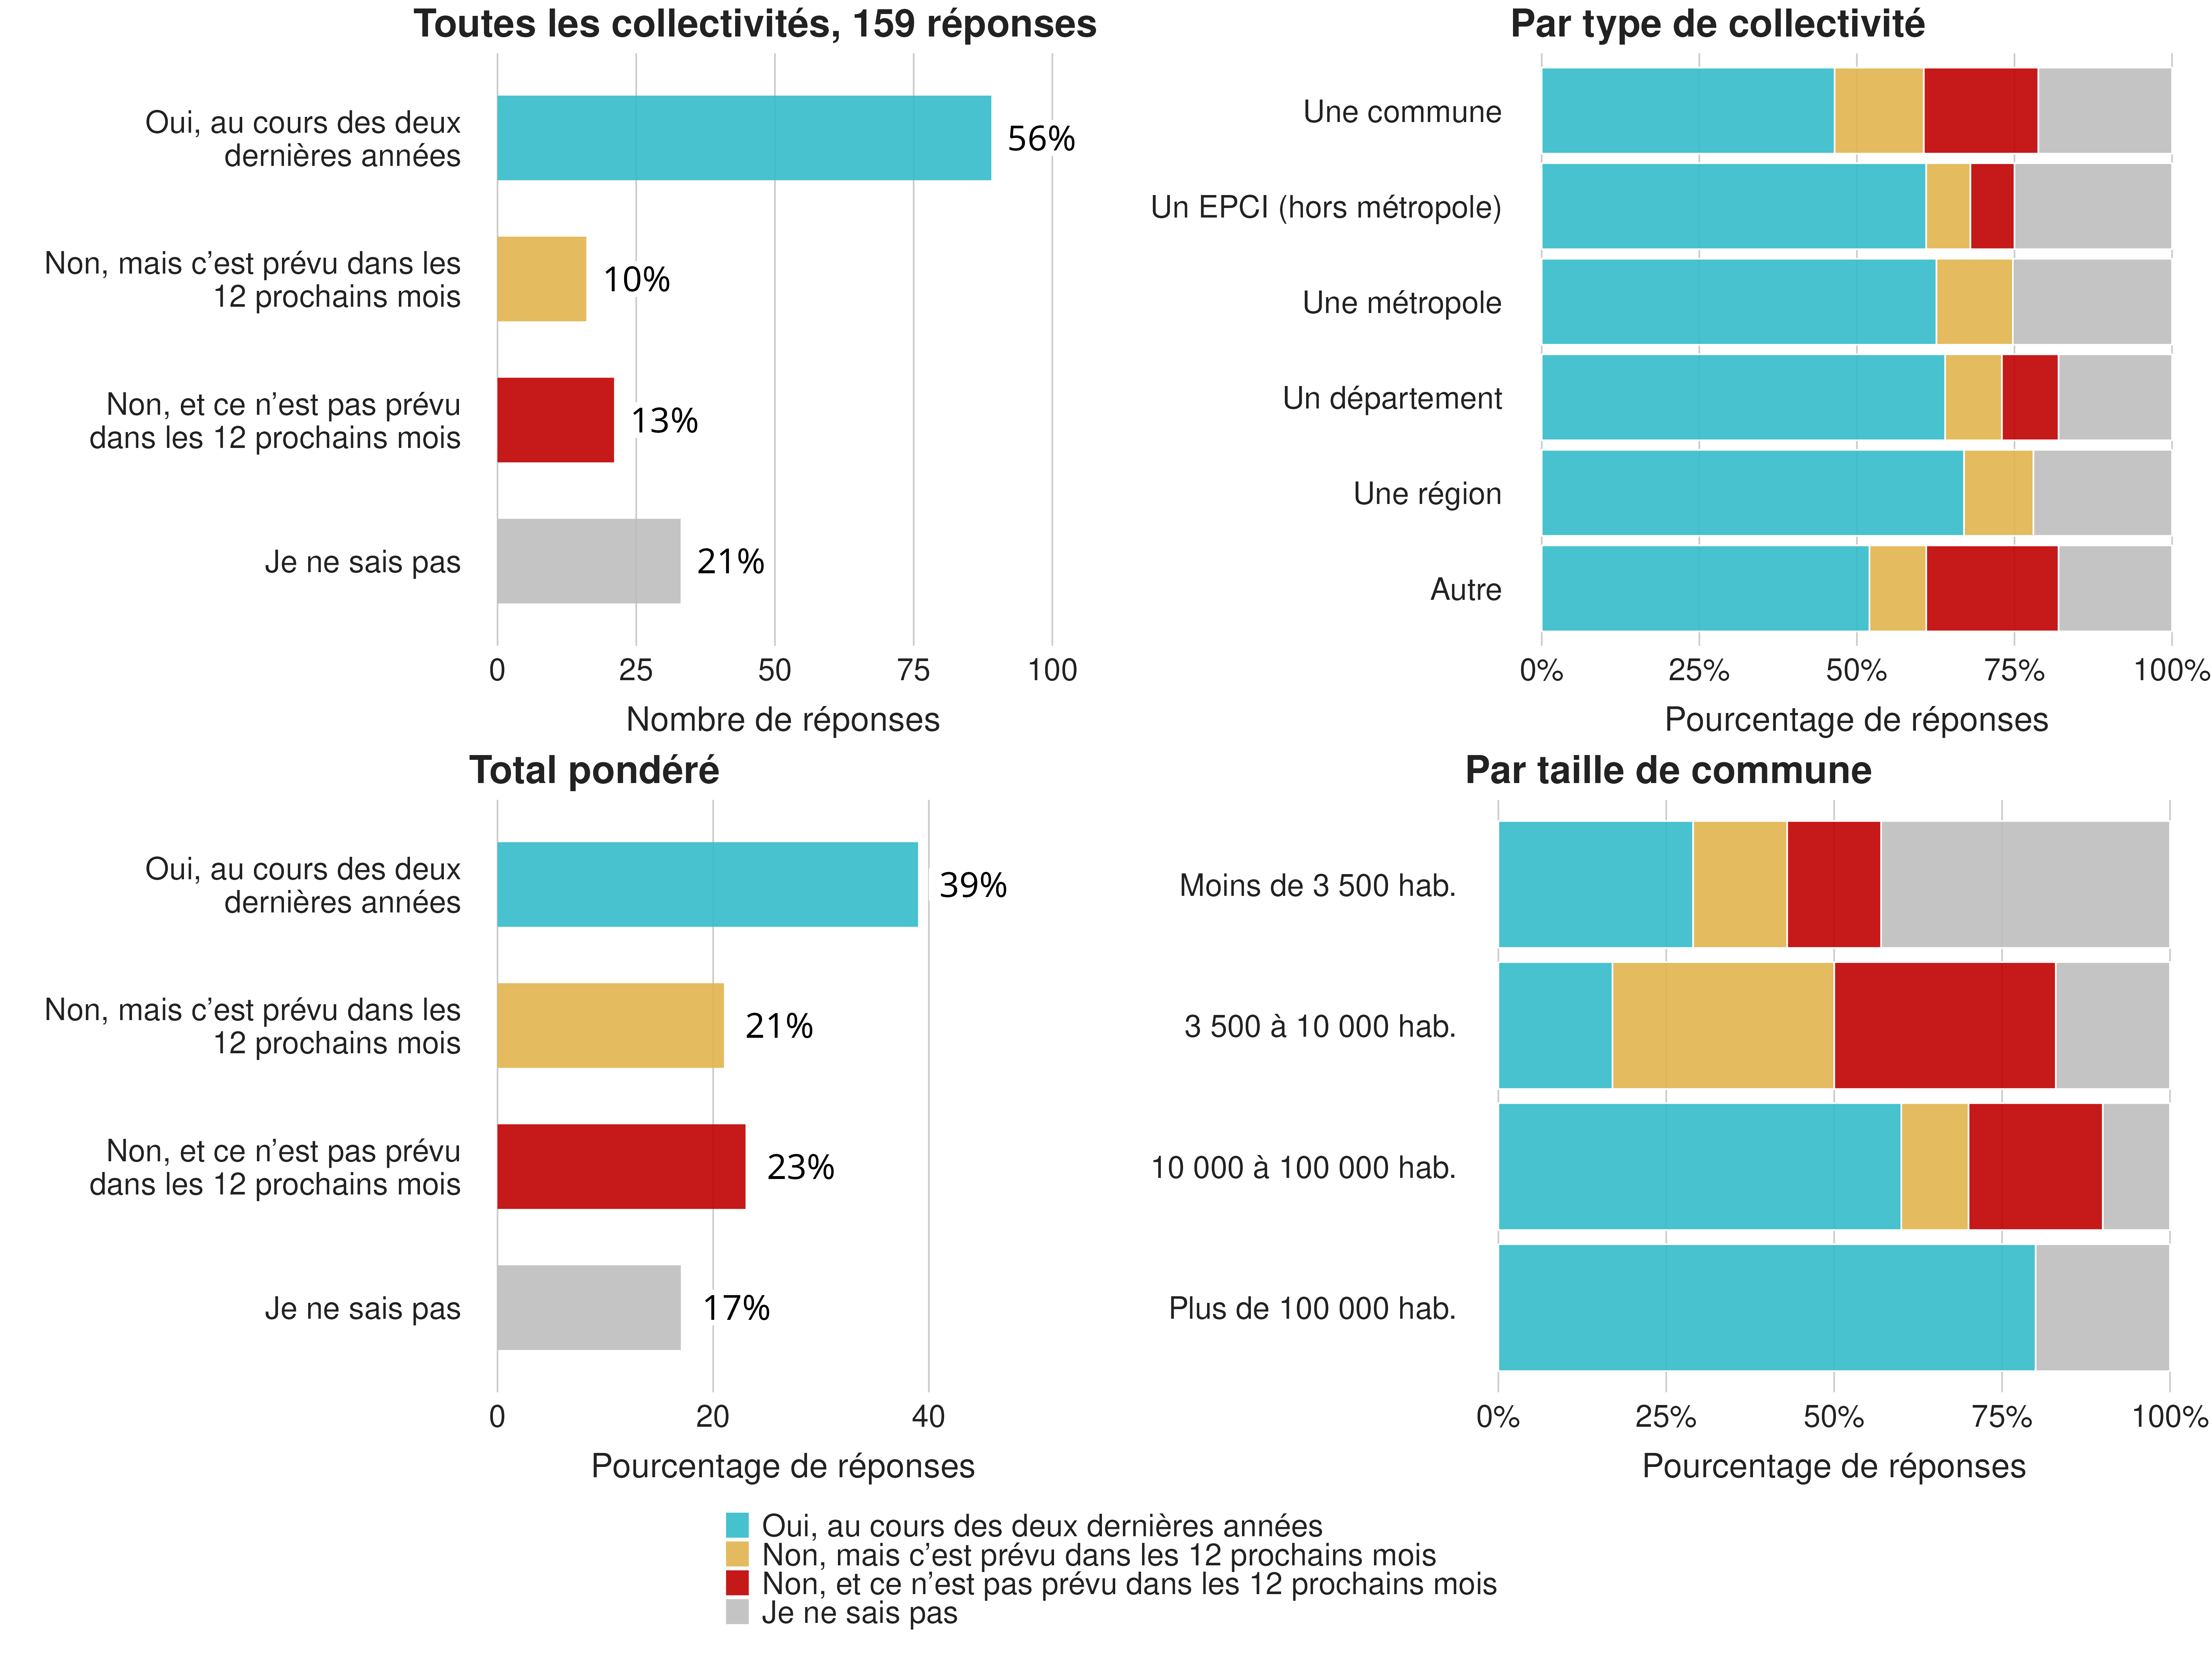 Toutes les collectivités, 159 réponses
Oui, au cours des deux
dernières années
56%
Non, mais c’est prévu dans les
12 prochains mois
10%
Non, et ce n’est pas prévu
dans les 12 prochains mois
13%
Je ne sais pas
21%
0 25 50 75 100
Nombre de réponses
Par type de collectivité
Une commune
Un EPCI (hors métropole)
Une métropole
Un département
Une région
Autre
0% 25% 50% 75% 100%
Pourcentage de réponses
Total pondéré
Oui, au cours des deux
dernières années
39%
Non, mais c’est prévu dans les
12 prochains mois
21%
Non, et ce n’est pas prévu
dans les 12 prochains mois
23%
Je ne sais pas
17%
0 20 40
Pourcentage de réponses
Par taille de commune
Moins de 3 500 hab.
3 500 à 10 000 hab.
10 000 à 100 000 hab.
Plus de 100 000 hab.
0% 25% 50% 75% 100%
Pourcentage de réponses
Oui, au cours des deux dernières années
Non, mais c’est prévu dans les 12 prochains mois
Non, et ce n’est pas prévu dans les 12 prochains mois
Je ne sais pas